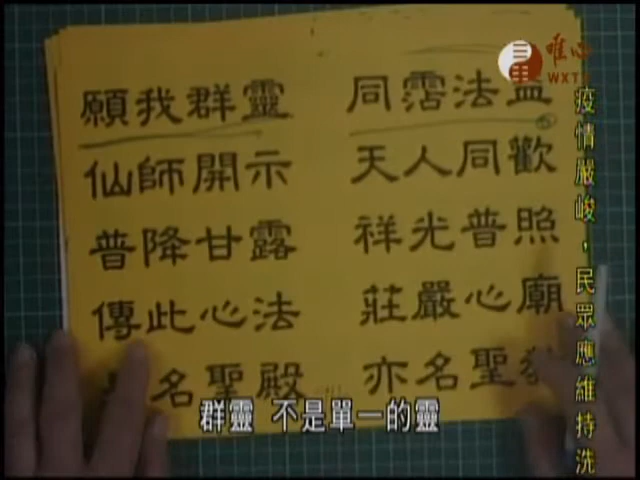 願我群靈 同霑法益
仙師開示 天人同歡
普降甘露 祥光普照
傳此心法 莊嚴心廟
名聖殿 亦名聖
群靈 不是單一的靈
唯心
WXTV
疫情嚴峻，民眾應維持洗